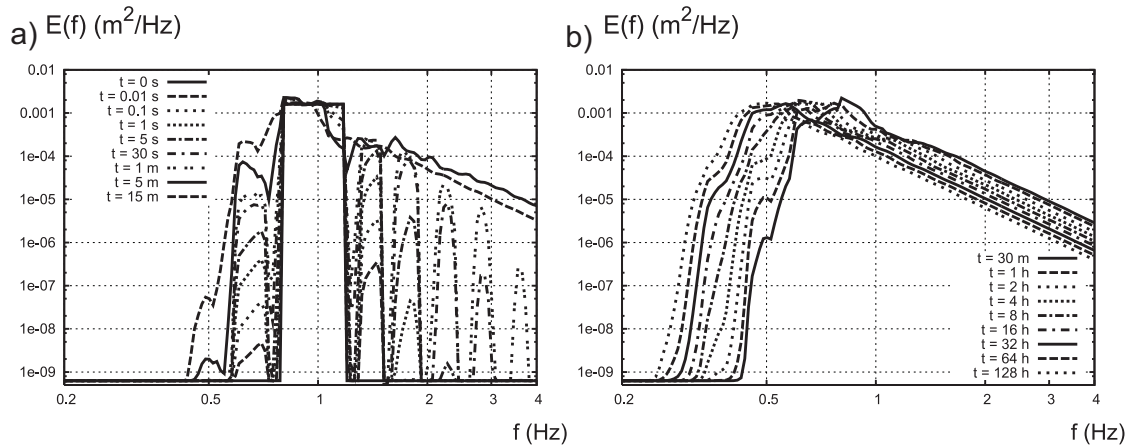 a) E(f) (m²/Hz)
0.01
0.001
1e-04
1e-05
1e-06
1e-07
1e-08
1e-09
t = 0 s
t = 0.01 s
t = 0.1 s
t = 1 s
t = 5 s
t = 30 s
t = 1 m
t = 5 m
t = 15 m
0.2 0.5 1 2 3 4
f (Hz)
b) E(f) (m²/Hz)
0.01
0.001
1e-04
1e-05
1e-06
1e-07
1e-08
1e-09
t = 30 m
t = 1 h
t = 2 h
t = 4 h
t = 8 h
t = 16 h
t = 32 h
t = 64 h
t = 128 h
0.2 0.5 1 2 3 4
f (Hz)